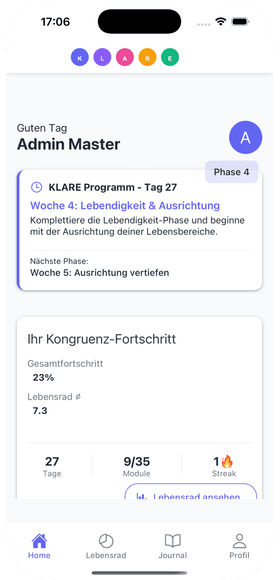 17:06
K L A R E
Guten Tag
Admin Master
A
Phase 4
KLARE Programm - Tag 27
Woche 4: Lebendigkeit & Ausrichtung
Komplettiere die Lebendigkeit-Phase und beginne
mit der Ausrichtung deiner Lebensbereiche.
Nächste Phase:
Woche 5: Ausrichtung vertiefen
Ihr Kongruenz-Fortschritt
Gesamtfortschritt
23%
Lebensrad ∅
7.3
27 9/35 1🔥
Tage Module Streak
Lebensrad ansehen
Home Lebensrad Journal Profil